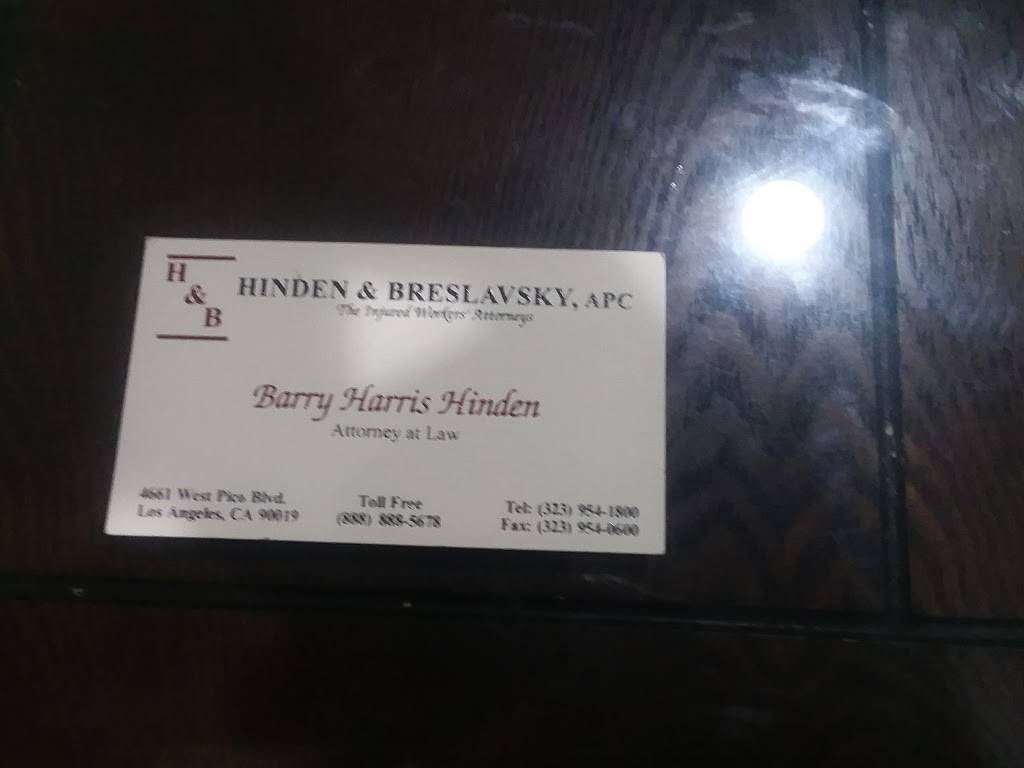 H
&
B
HINDEN & BRESLAVSKY, APC
The Injured Workers' Attorneys
Barry Harris Hinden
Attorney at Law
4661 West Pico Blvd.
Los Angeles, CA 90019
Toll Free
(888) 888-5678
Tel: (323) 954-1800
Fax: (323) 954-0600